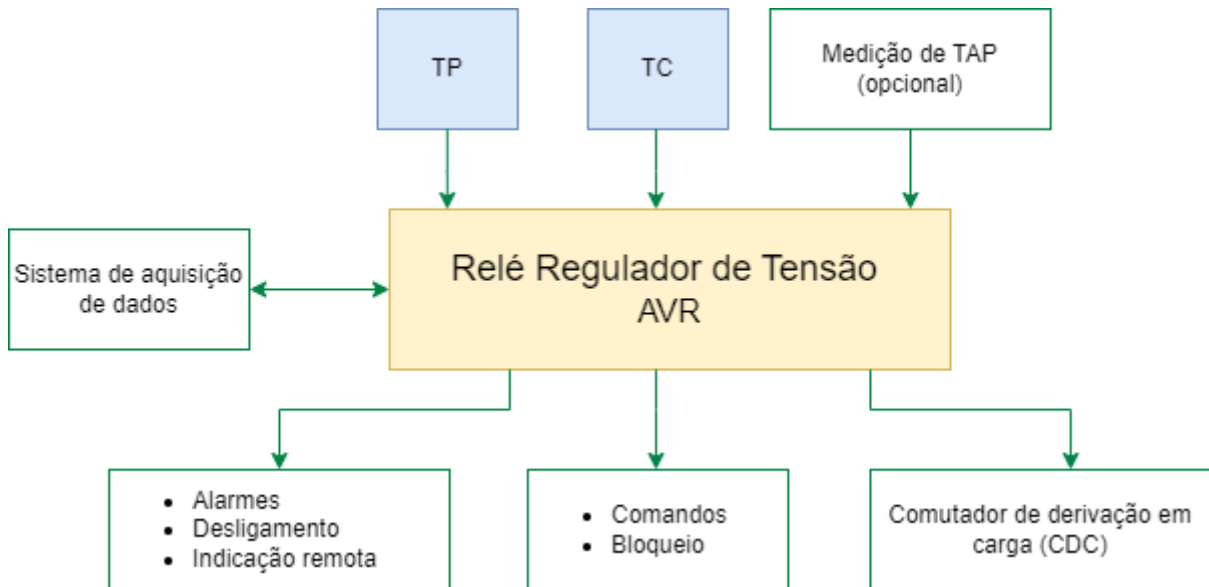 TP
TC
Medição de TAP
(opcional)
Sistema de aquisição
de dados
Relé Regulador de Tensão
AVR
• Alarmes
• Desligamento
• Indicação remota
• Comandos
• Bloqueio
Comutador de derivação em
carga (CDC)